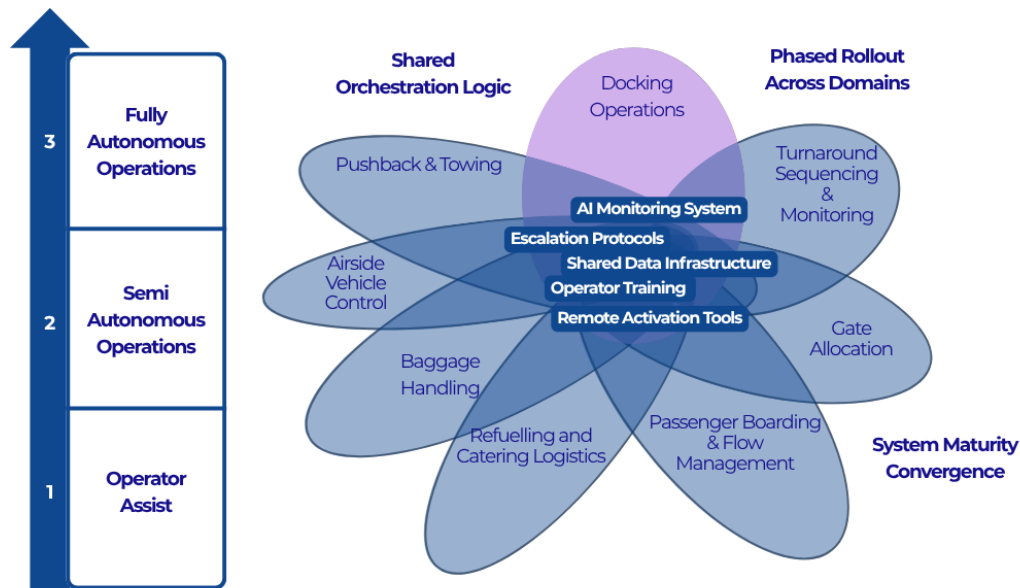 3
Fully
Autonomous
Operations
2
Semi
Autonomous
Operations
1
Operator
Assist
Shared
Orchestration Logic
Phased Rollout
Across Domains
System Maturity
Convergence
Docking
Operations
Pushback & Towing
Turnaround
Sequencing
&
Monitoring
Airside
Vehicle
Control
Gate
Allocation
Baggage
Handling
Refuelling and
Catering Logistics
Passenger Boarding
& Flow
Management
AI Monitoring System
Escalation Protocols
Shared Data Infrastructure
Operator Training
Remote Activation Tools